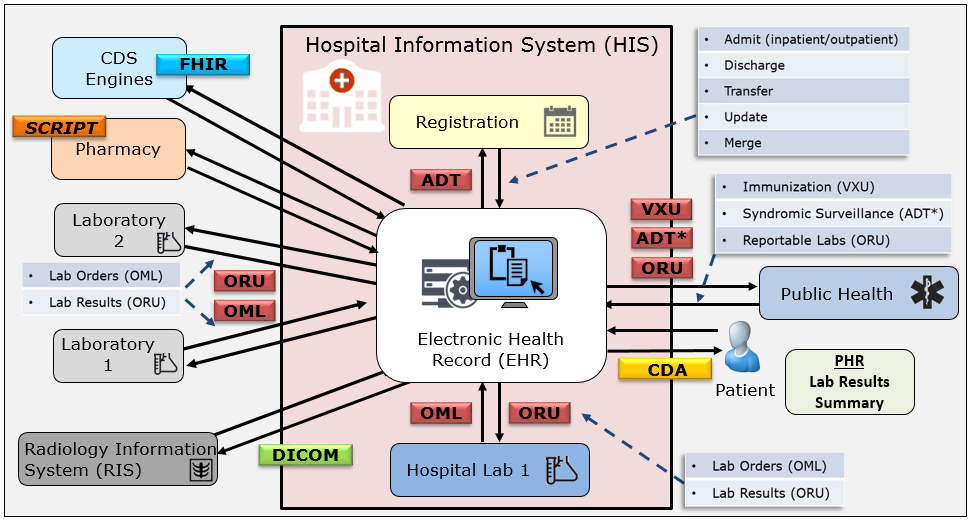 Hospital Information System (HIS)
CDS
Engines
FHIR
SCRIPT
Pharmacy
Registration
ADT
• Admit (inpatient/outpatient)
• Discharge
• Transfer
• Update
• Merge
• Immunization (VXU)
• Syndromic Surveillance (ADT*)
• Reportable Labs (ORU)
VXU
ADT*
ORU
Laboratory
2
• Lab Orders (OML)
• Lab Results (ORU)
ORU
OML
Laboratory
1
Electronic Health
Record (EHR)
Public Health
CDA
Patient
PHR
Lab Results
Summary
OML
ORU
Radiology Information
System (RIS)
DICOM
Hospital Lab 1
• Lab Orders (OML)
• Lab Results (ORU)